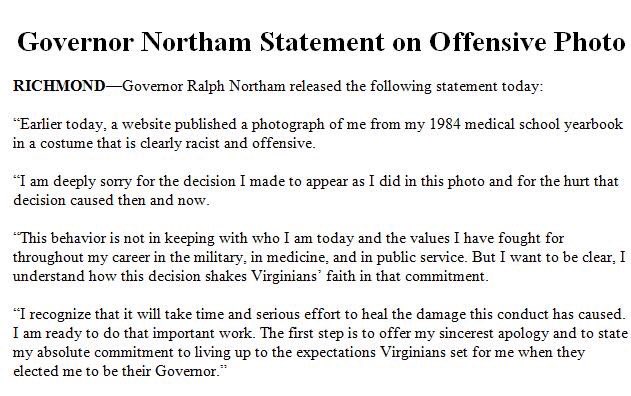 Governor Northam Statement on Offensive Photo
RICHMOND—Governor Ralph Northam released the following statement today:
“Earlier today, a website published a photograph of me from my 1984 medical school yearbook
in a costume that is clearly racist and offensive.
“I am deeply sorry for the decision I made to appear as I did in this photo and for the hurt that
decision caused then and now.
“This behavior is not in keeping with who I am today and the values I have fought for
throughout my career in the military, in medicine, and in public service. But I want to be clear, I
understand how this decision shakes Virginians’ faith in that commitment.
“I recognize that it will take time and serious effort to heal the damage this conduct has caused.
I am ready to do that important work. The first step is to offer my sincerest apology and to state
my absolute commitment to living up to the expectations Virginians set for me when they
elected me to be their Governor.”